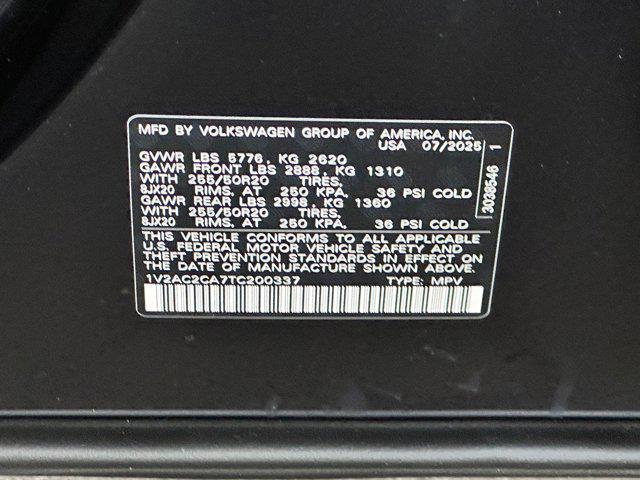 MFD BY VOLKSWAGEN GROUP OF AMERICA, INC.
USA 07/2025
GVWR LBS 5776, KG 2620
GAWR FRONT LBS 2888, KG 1310
WITH 255/50R20 TIRES,
8JX20 RIMS, AT 250 KPA, 36 PSI COLD
GAWR REAR LBS 2998, KG 1360
WITH 255/50R20 TIRES,
8JX20 RIMS, AT 250 KPA, 36 PSI COLD
THIS VEHICLE CONFORMS TO ALL APPLICABLE
U.S. FEDERAL MOTOR VEHICLE SAFETY AND
THEFT PREVENTION STANDARDS IN EFFECT ON
THE DATE OF MANUFACTURE SHOWN ABOVE.
1V2AC2CA7TC200337 TYPE: MPV
1